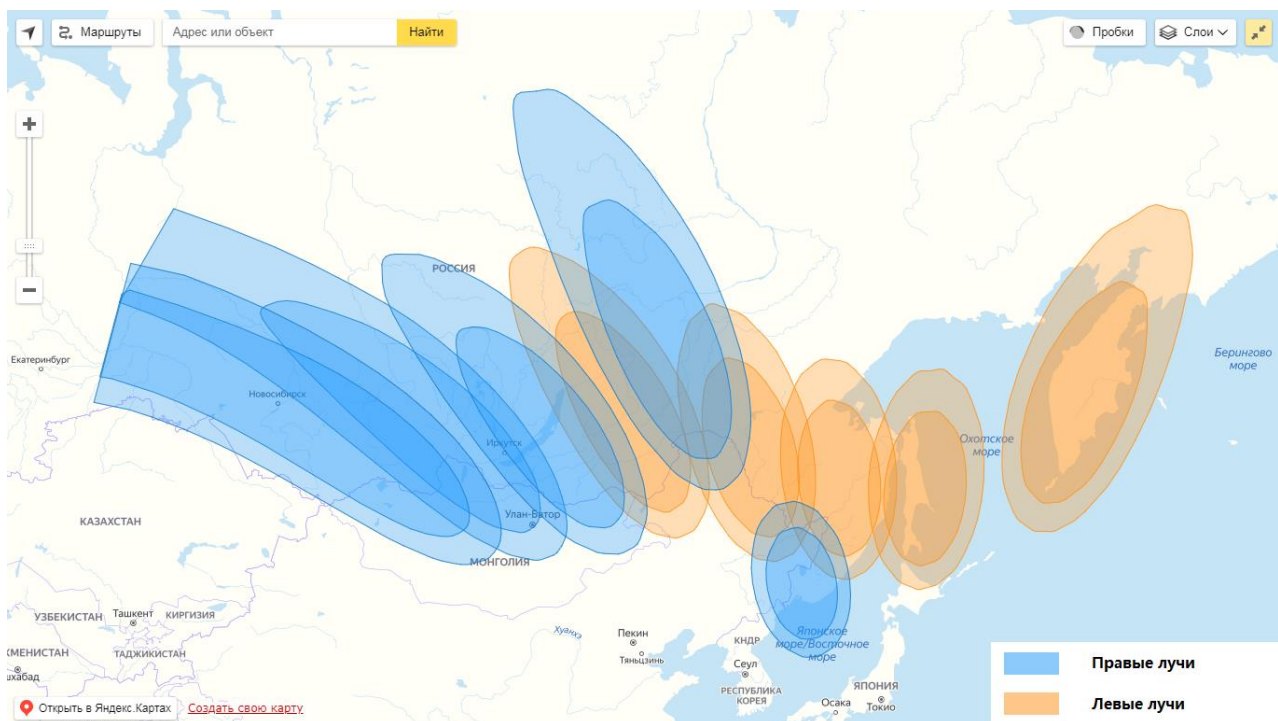 Маршруты
Адрес или объект
Найти
Пробки
Слои
РОССИЯ
Екатеринбург
Новосибирск
Иркутск
Берингово
море
Охотское
море
КАЗАХСТАН
Улан-Батор
МОНГОЛИЯ
УЗБЕКИСТАН
Ташкент
КИРГИЗИЯ
КМЕНИСТАН
ТАДЖИКИСТАН
хабад
Хуанхэ
Пекин
Тяньцзинь
КНДР
Сеул
РЕСПУБЛИКА
КОРЕЯ
Японское
море/Восточное
море
ЯПОНИЯ
Осака
Токио
Правые лучи
Левые лучи
Открыть в Яндекс.Картах
Создать свою карту